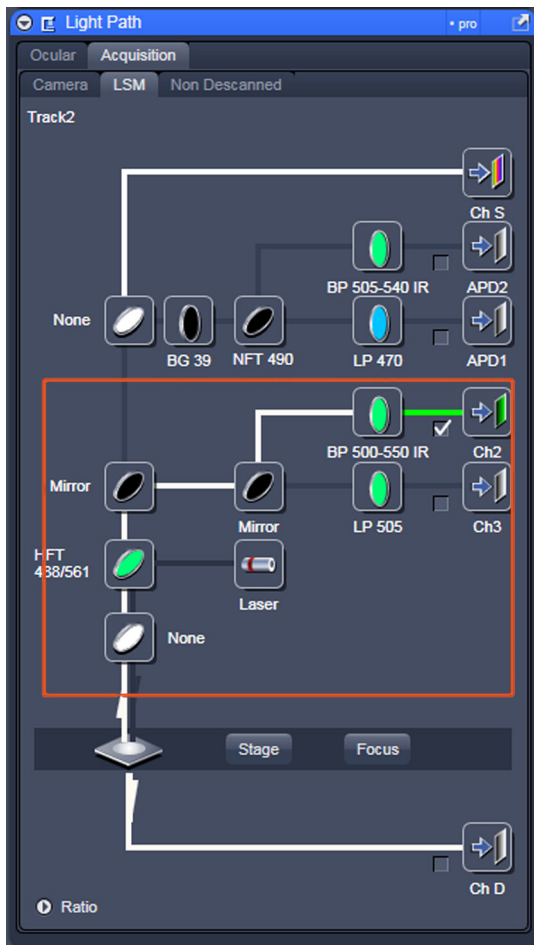 Light Path
• pro
Ocular Acquisition
Camera LSM Non Descanned
Track2
Ch S
BP 505-540 IR APD2
None
BG 39 NFT 490 LP 470 APD1
BP 500-550 IR Ch2
Mirror
Mirror LP 505 Ch3
HFT
488/561
Laser
None
Stage Focus
Ch D
Ratio